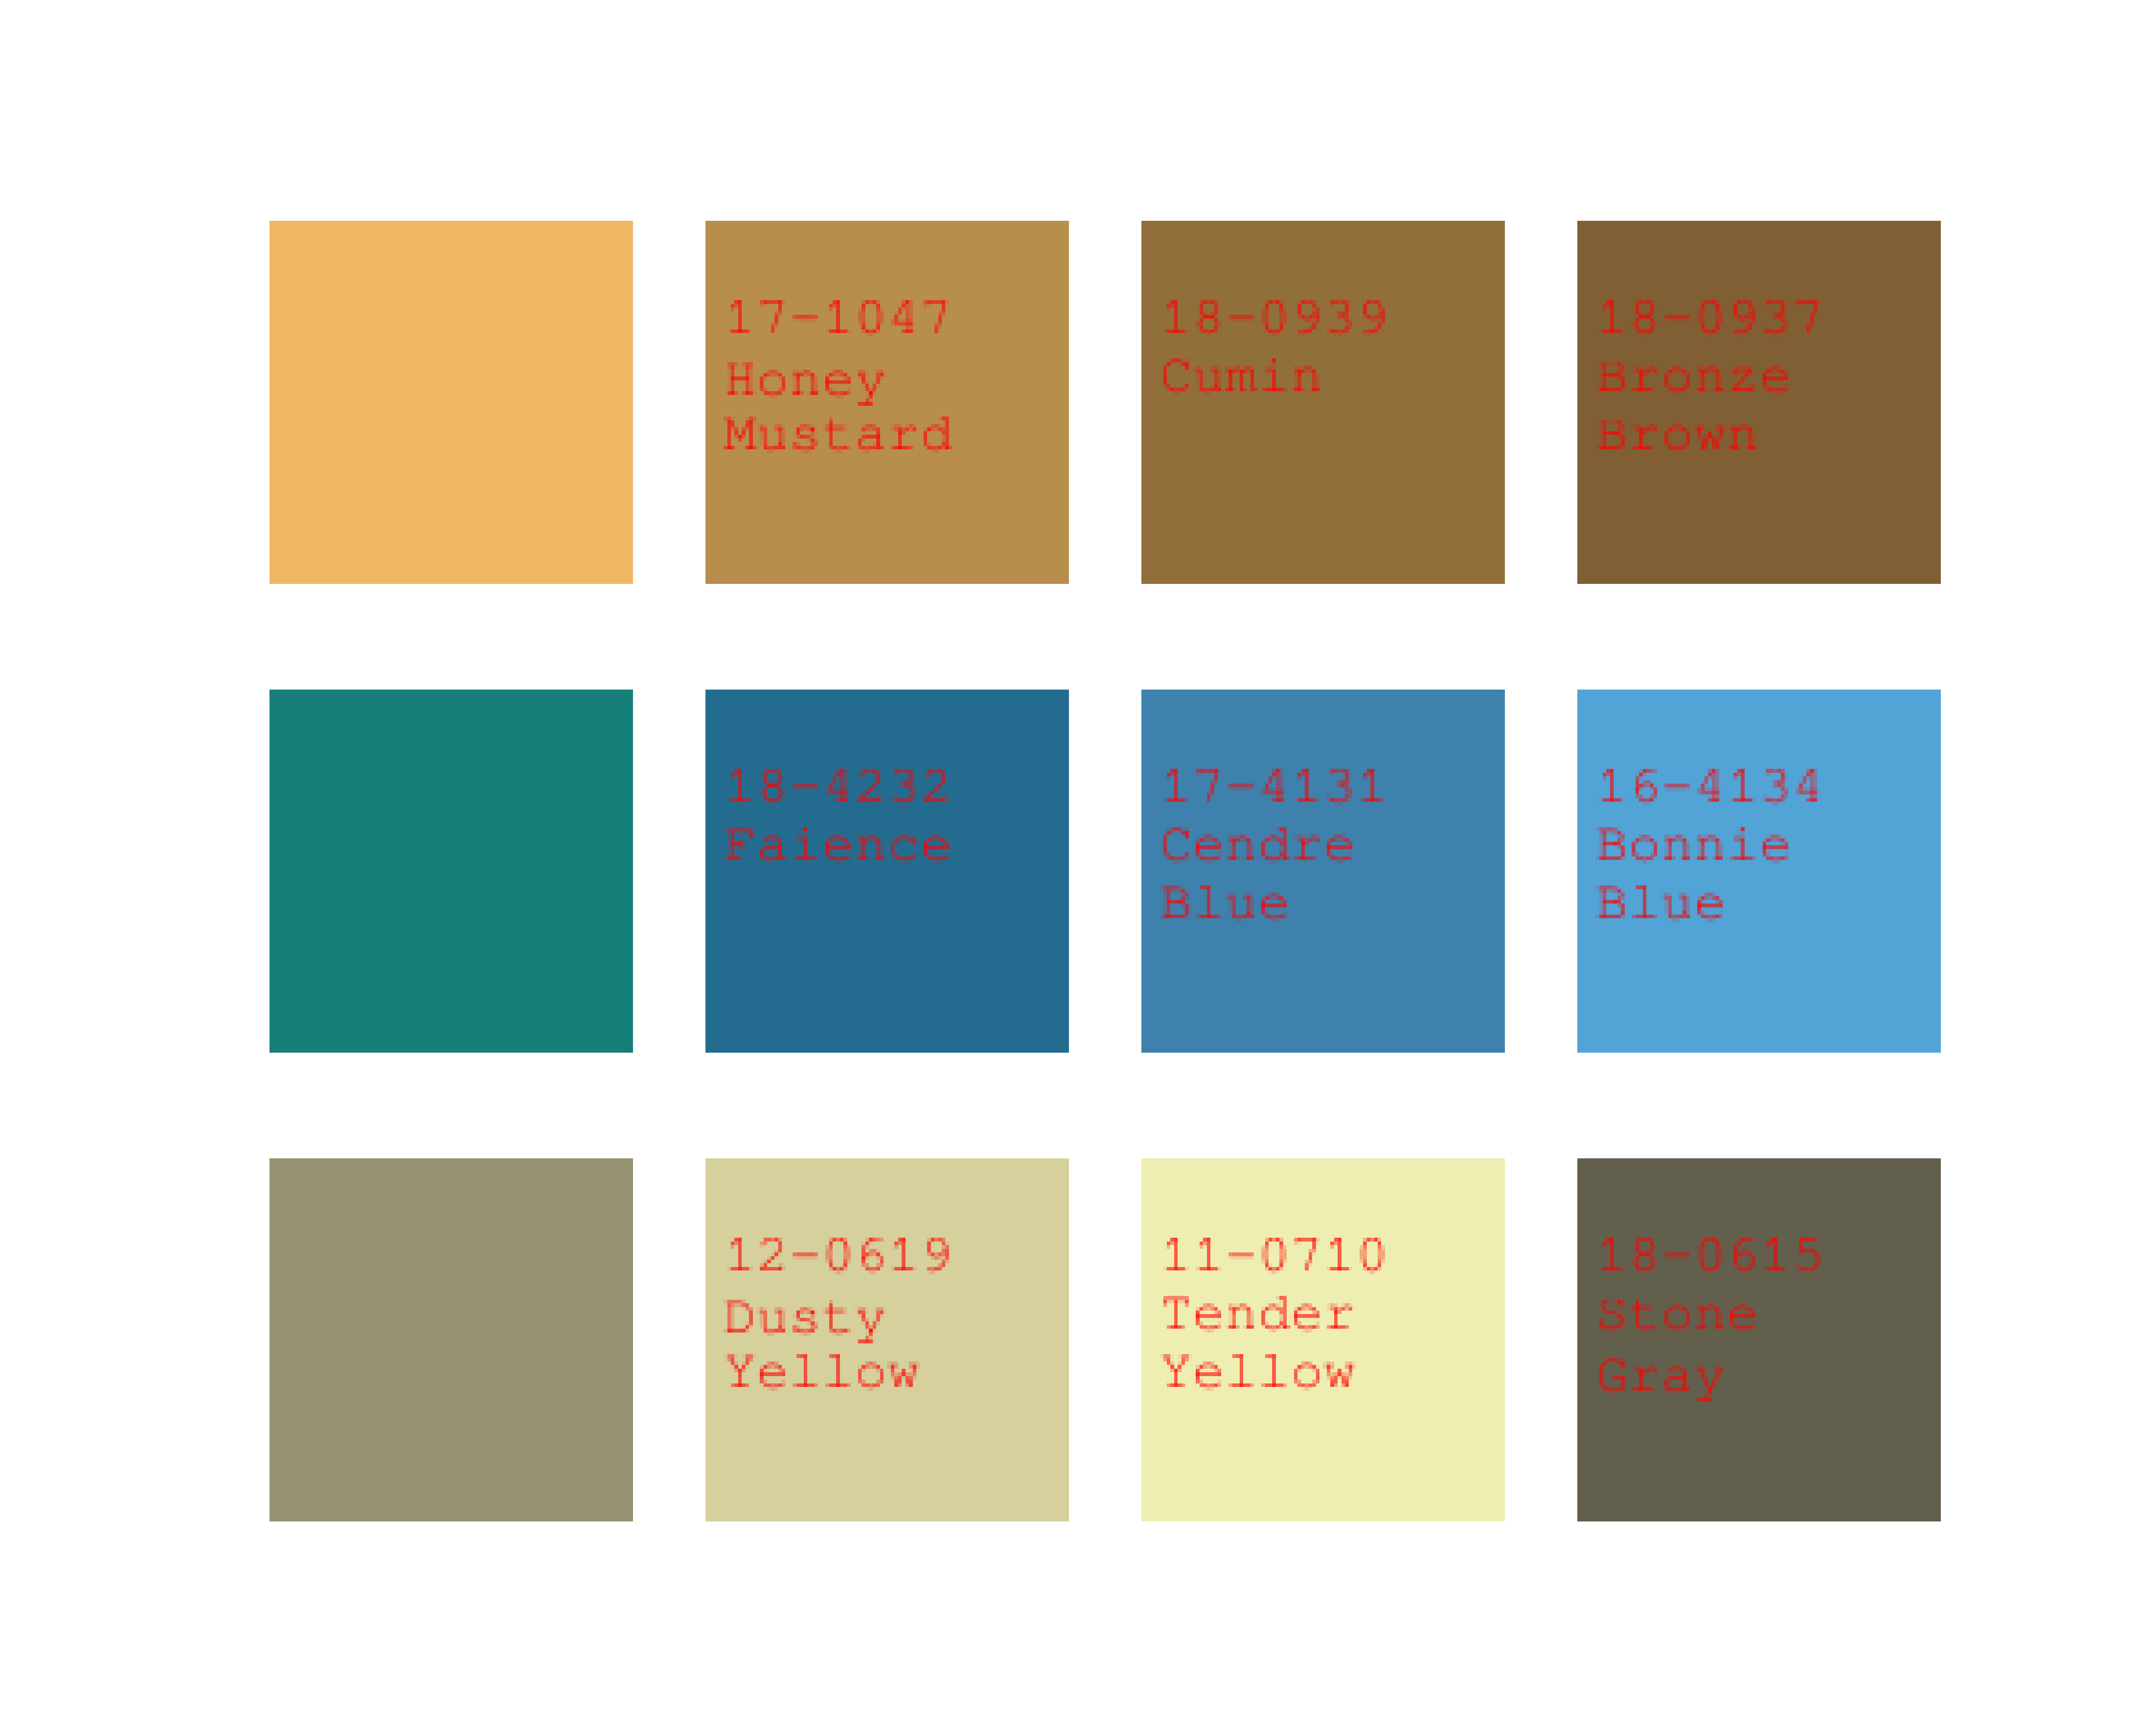 17-1047
Honey
Mustard
18-0939
Cumin
18-0937
Bronze
Brown
18-4232
Faience
17-4131
Cendre
Blue
16-4134
Bonnie
Blue
12-0619
Dusty
Yellow
11-0710
Tender
Yellow
18-0615
Stone
Gray